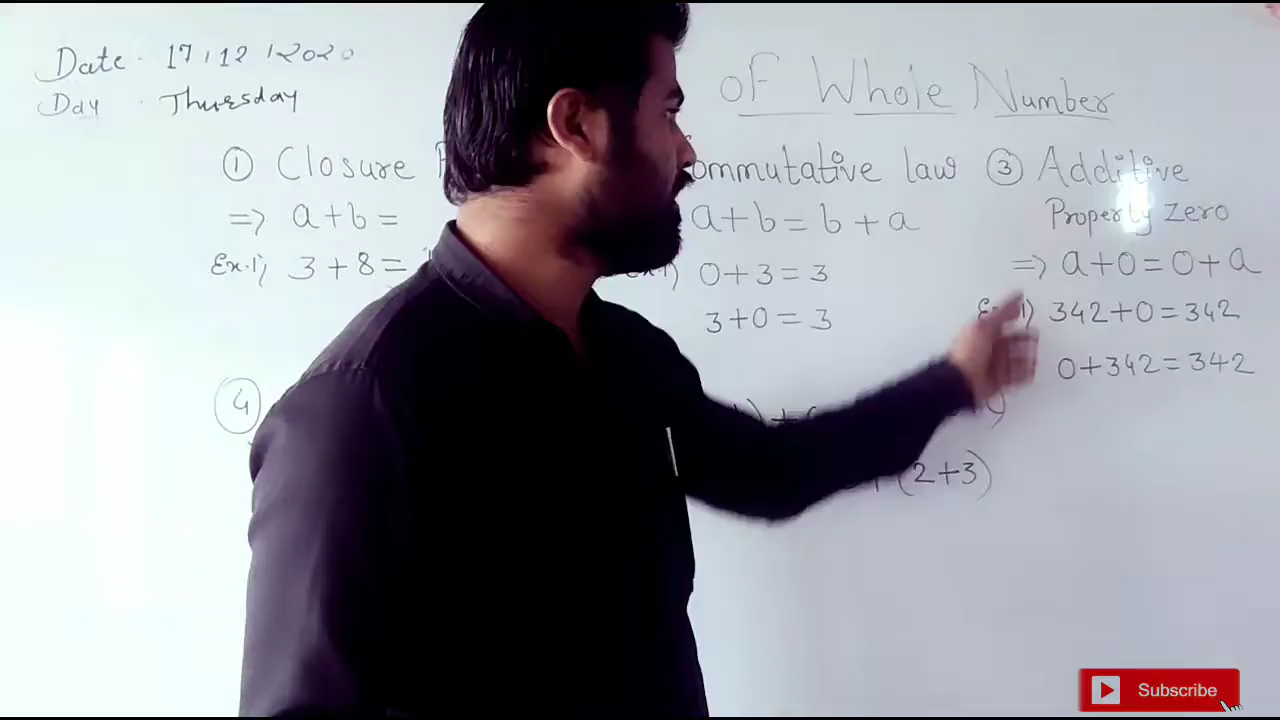 Date . 17/12/2020
Day . Thursday
of Whole Number
① Closure
ommutative law
③ Additive
Property Zero
=> a+b=
a+b=b+a
=> a+0=0+a
Ex.1) 3+8=
0+3=3
3+0=3
342+0=342
0+342=342
④
(2+3)
Subscribe